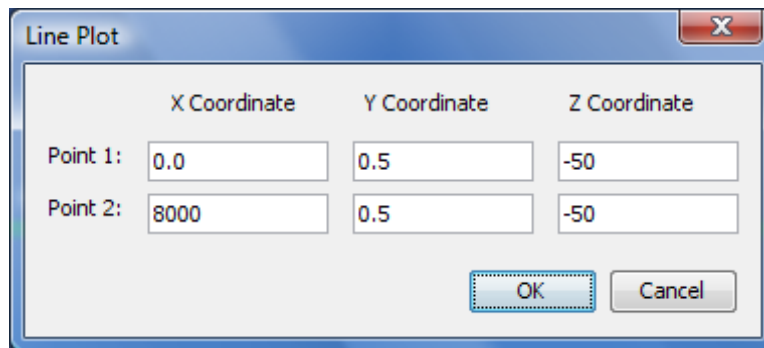 Line Plot
X Coordinate Y Coordinate Z Coordinate
Point 1: 0.0 0.5 -50
Point 2: 8000 0.5 -50
OK Cancel